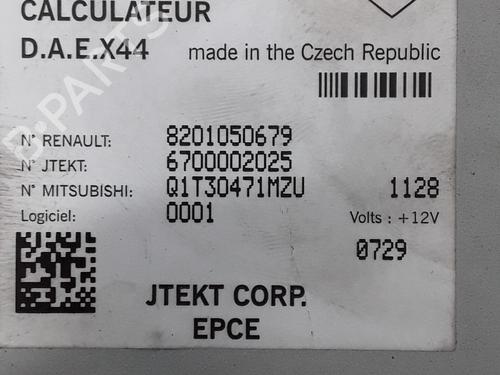 CALCULATEUR
D.A.E.X44 made in the Czech Republic
N° RENAULT: 8201050679
N° JTEKT: 6700002025
N° MITSUBISHI: Q1T30471MZU 1128
Logiciel: 0001 Volts : +12V
0729
JTEKT CORP.
EPCE
B-PARTS